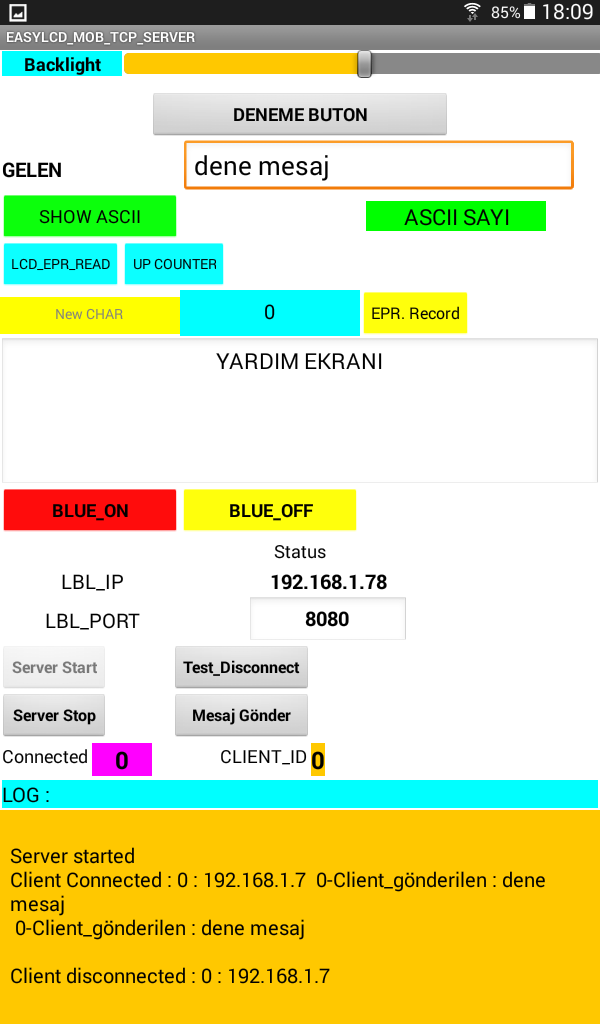 85% 18:09
EASYLCD_MOB_TCP_SERVER
Backlight
DENEME BUTON
GELEN dene mesaj
SHOW ASCII ASCII SAYI
LCD_EPR_READ UP COUNTER
New CHAR 0 EPR. Record
YARDIM EKRANI
BLUE_ON BLUE_OFF
Status
LBL_IP 192.168.1.78
LBL_PORT 8080
Server Start Test_Disconnect
Server Stop Mesaj Gönder
Connected 0 CLIENT_ID 0
LOG :
Server started
Client Connected : 0 : 192.168.1.7  0-Client_gönderilen : dene
mesaj
0-Client_gönderilen : dene mesaj
Client disconnected : 0 : 192.168.1.7